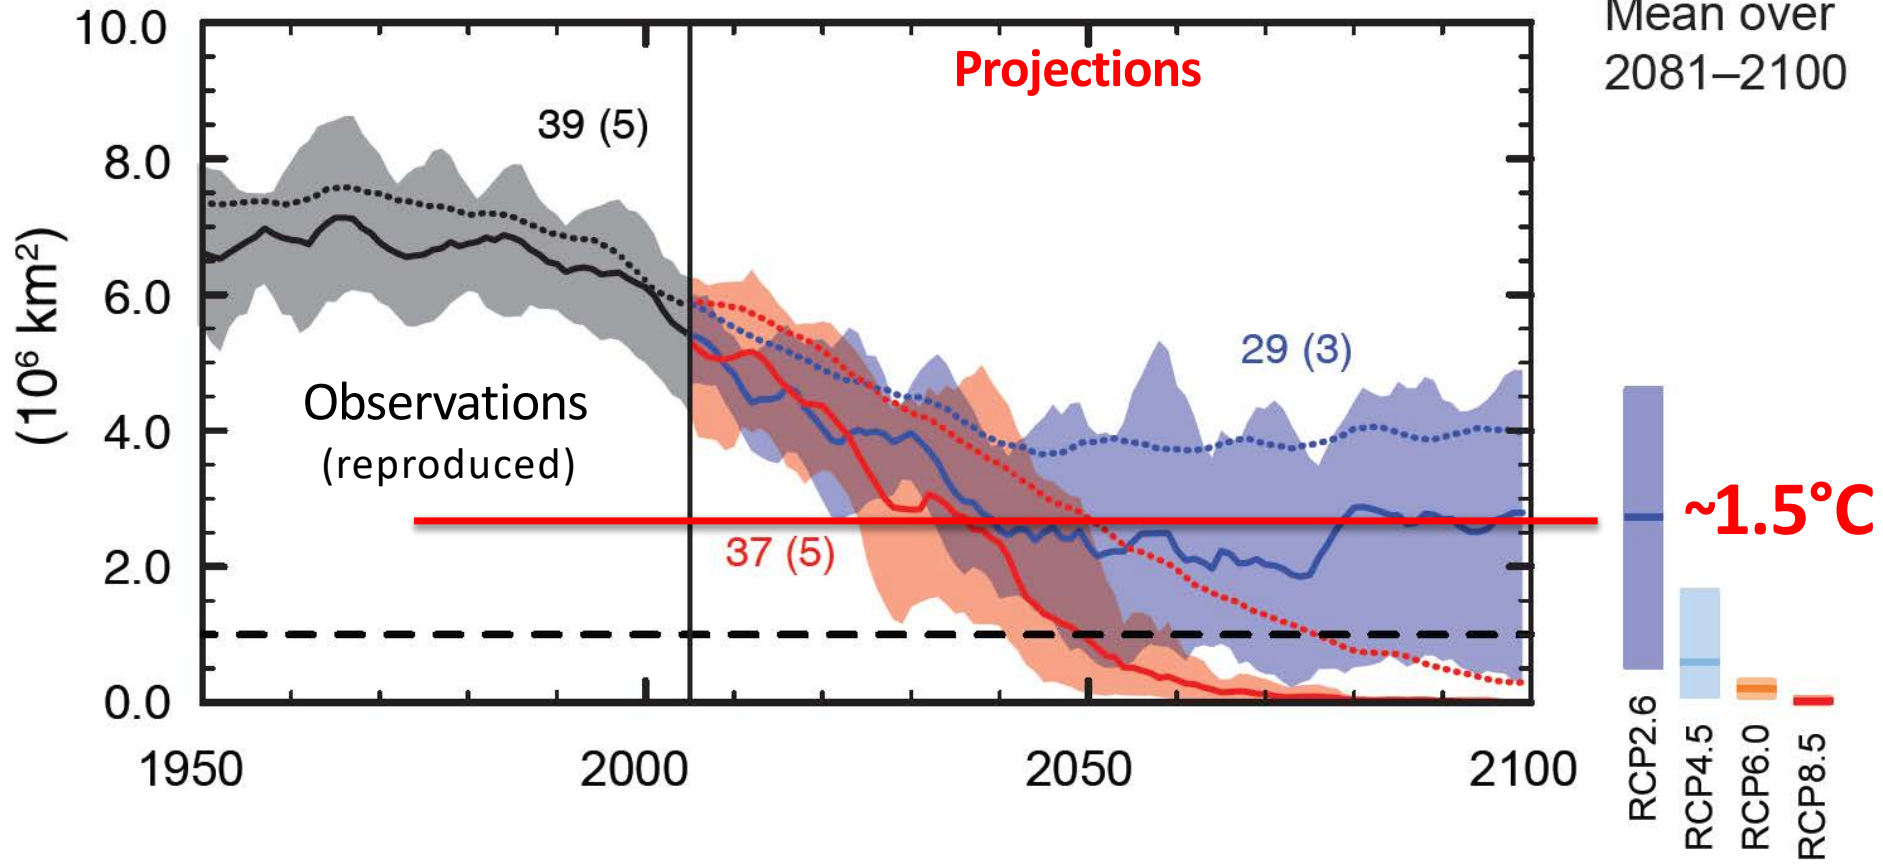 Mean over
2081–2100
Projections
39 (5)
29 (3)
37 (5)
Observations
(reproduced)
~1.5°C
(10⁶ km²)
10.0
8.0
6.0
4.0
2.0
0.0
1950
2000
2050
2100
RCP2.6
RCP4.5
RCP6.0
RCP8.5